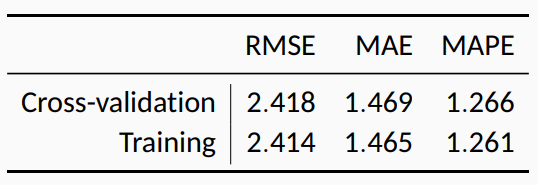 RMSE MAE MAPE
Cross-validation 2.418 1.469 1.266
Training 2.414 1.465 1.261